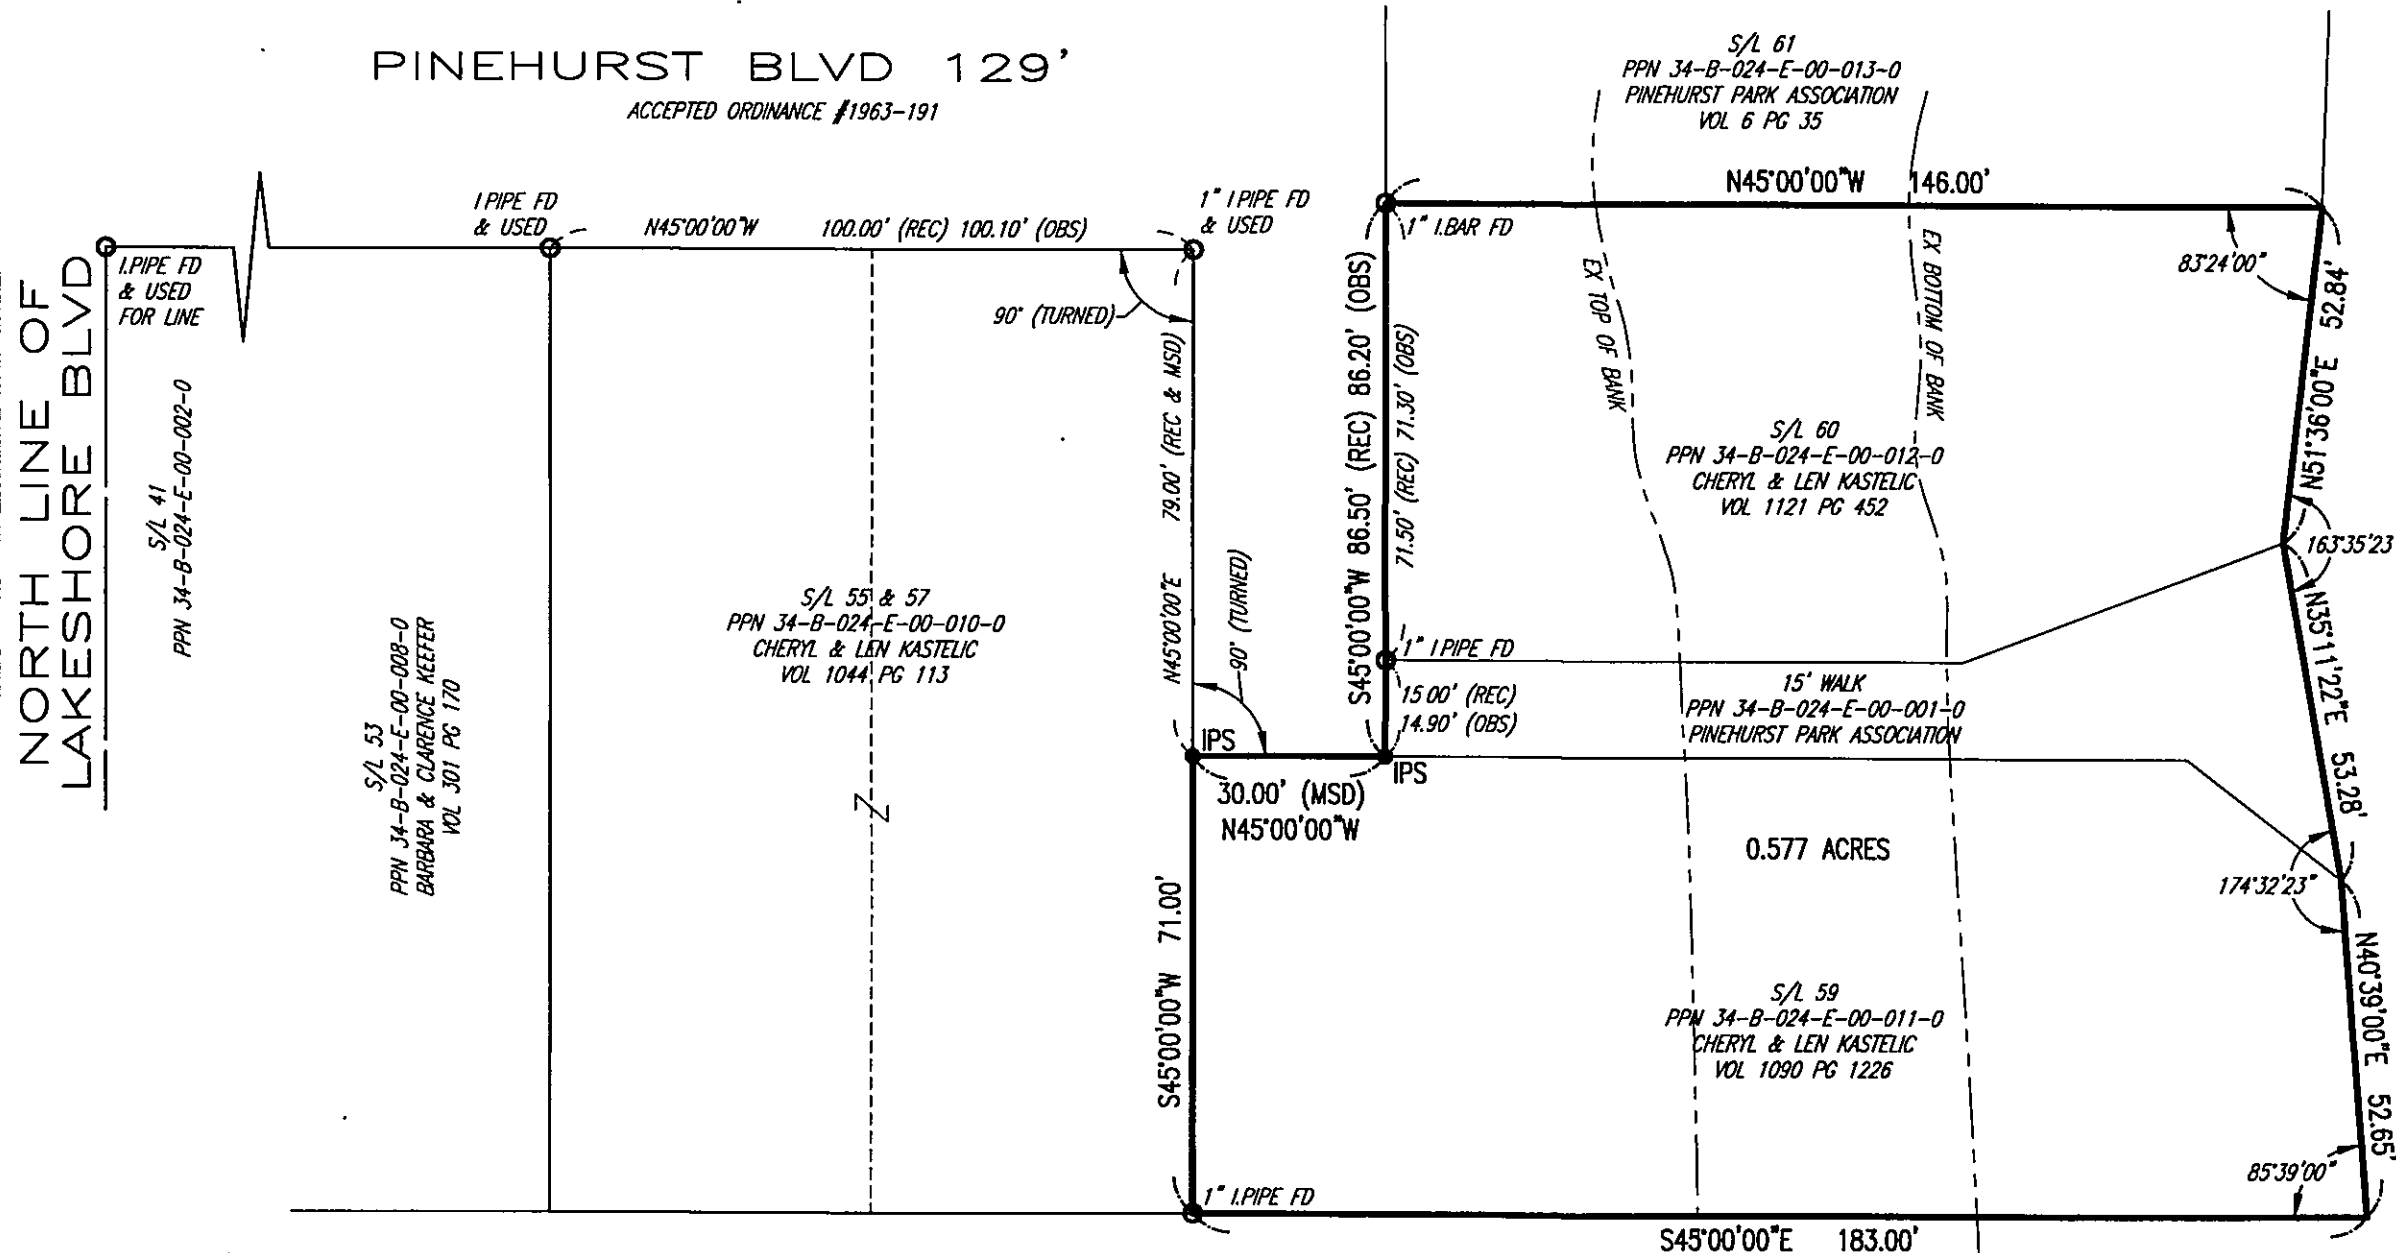 PINEHURST BLVD 129'
ACCEPTED ORDINANCE #1963-191
NORTH LINE OF
LAKESHORE BLVD
I.PIPE FD
& USED
FOR LINE
S/L 41
PPN 34-B-024-E-00-002-0
I PIPE FD
& USED
N45°00'00"W 100.00' (REC) 100.10' (OBS)
1" I PIPE FD
& USED
90° (TURNED)
N45°00'00"E 79.00' (REC & MSD)
90° (TURNED)
S/L 53
PPN 34-B-024-E-00-008-0
BARBARA & CLARENCE KEEFER
VOL 301 PG 170
S/L 55 & 57
PPN 34-B-024-E-00-010-0
CHERYL & LEN KASTELIC
VOL 1044 PG 113
Z
IPS
30.00' (MSD)
N45°00'00"W
IPS
S45°00'00"W 71.00'
1" I.PIPE FD
S45°00'00"W 86.50' (REC) 86.20' (OBS)
71.50' (REC) 71.30' (OBS)
1" I.BAR FD
1" I PIPE FD
15 00' (REC)
14.90' (OBS)
S/L 61
PPN 34-B-024-E-00-013-0
PINEHURST PARK ASSOCIATION
VOL 6 PG 35
N45°00'00"W 146.00'
EX TOP OF BANK
EX BOTTOM OF BANK
83°24'00"
N51°36'00"E 52.84'
S/L 60
PPN 34-B-024-E-00-012-0
CHERYL & LEN KASTELIC
VOL 1121 PG 452
163°35'23
N35°11'22"E 53.28'
15' WALK
PPN 34-B-024-E-00-001-0
PINEHURST PARK ASSOCIATION
0.577 ACRES
174°32'23"
N40°39'00"E 52.65'
S/L 59
PPN 34-B-024-E-00-011-0
CHERYL & LEN KASTELIC
VOL 1090 PG 1226
85°39'00"
S45°00'00"E 183.00'